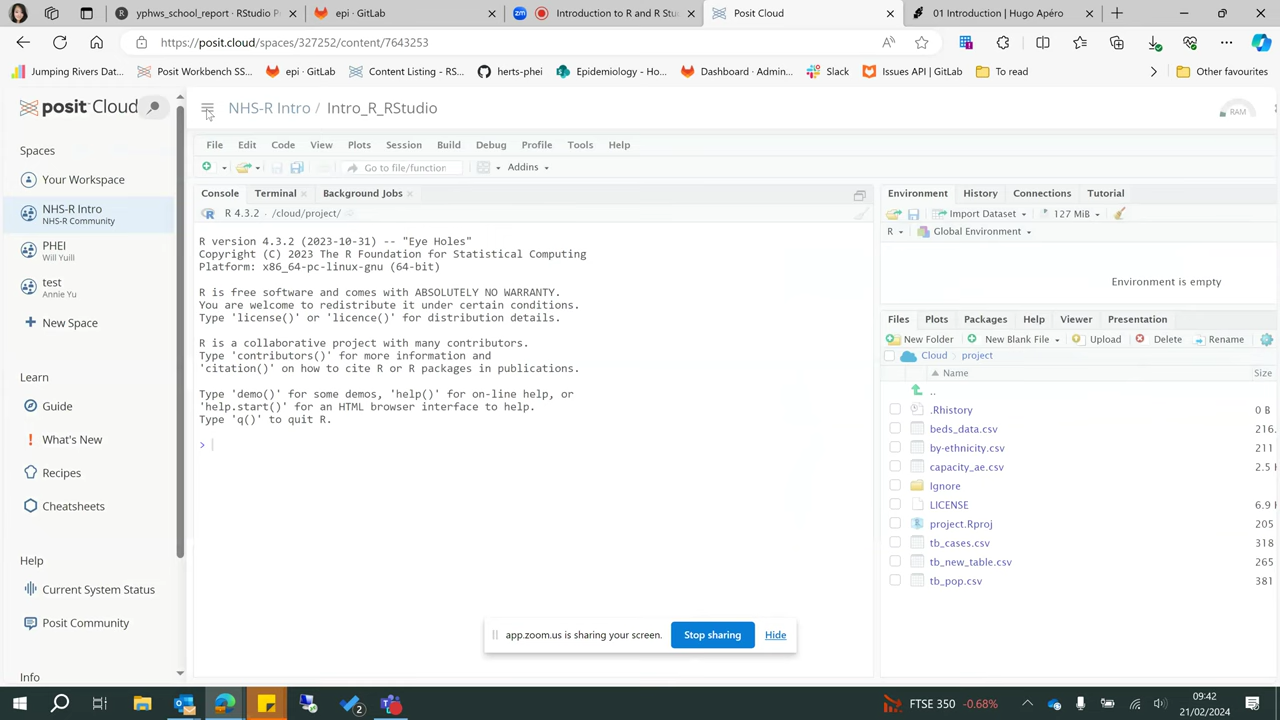 yphws_school_report - RStudio P
epi · GitLab
zm
Introduction to R and R Stu
Posit Cloud
01 Introduction | Hugo Apéro
https://posit.cloud/spaces/327252/content/7643253
Jumping Rivers Dat...
Posit Workbench SS...
epi · GitLab
Content Listing - RS...
herts-phei
Epidemiology - Ho...
Dashboard · Admin...
Slack
Issues API | GitLab
To read
Other favourites
posit Cloud
NHS-R Intro / Intro_R_RStudio
RAM
File Edit Code View Plots Session Build Debug Profile Tools Help
Go to file/function
Addins
Spaces
Your Workspace
NHS-R Intro
NHS-R Community
PHEI
Will Yuill
test
Annie Yu
New Space
Learn
Guide
What's New
Recipes
Cheatsheets
Help
Current System Status
Posit Community
Info
Console Terminal Background Jobs
R 4.3.2 · /cloud/project/
R version 4.3.2 (2023-10-31) -- "Eye Holes"
Copyright (C) 2023 The R Foundation for Statistical Computing
Platform: x86_64-pc-linux-gnu (64-bit)
R is free software and comes with ABSOLUTELY NO WARRANTY.
You are welcome to redistribute it under certain conditions.
Type 'license()' or 'licence()' for distribution details.
R is a collaborative project with many contributors.
Type 'contributors()' for more information and
'citation()' on how to cite R or R packages in publications.
Type 'demo()' for some demos, 'help()' for on-line help, or
'help.start()' for an HTML browser interface to help.
Type 'q()' to quit R.
>
Environment History Connections Tutorial
Import Dataset 127 MiB
R Global Environment
Environment is empty
Files Plots Packages Help Viewer Presentation
New Folder New Blank File Upload Delete Rename
Cloud project
Name Size
..
.Rhistory 0 B
beds_data.csv 216.
by-ethnicity.csv 211
capacity_ae.csv 2.5 K
Ignore
LICENSE 6.9 K
project.Rproj 205
tb_cases.csv 318
tb_new_table.csv 265
tb_pop.csv 381
app.zoom.us is sharing your screen. Stop sharing Hide
2
FTSE 350 -0.68%
09:42
21/02/2024